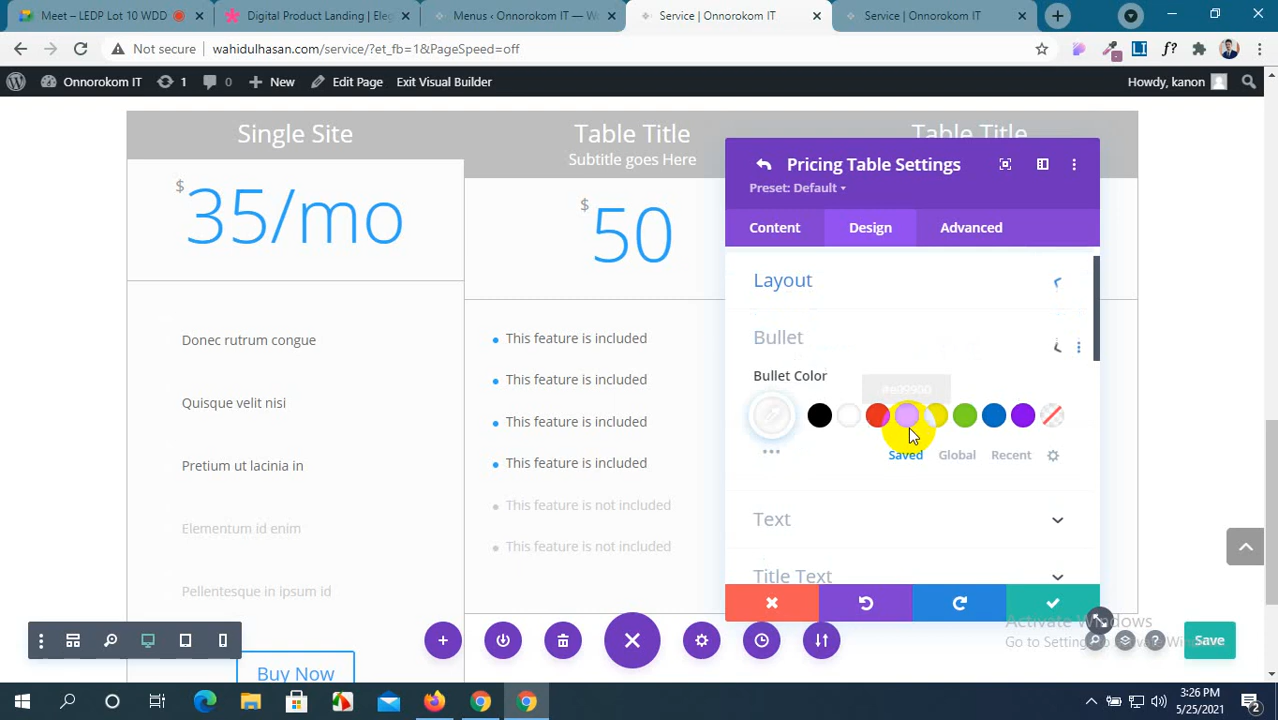 Meet – LEDP Lot 10 WDD
Digital Product Landing | Eleg
Menus ‹ Onnorokom IT — W
Service | Onnorokom IT
Service | Onnorokom IT
Not secure
wahidulhasan.com/service/?et_fb=1&PageSpeed=off
Onnorokom IT
1
0
New
Edit Page
Exit Visual Builder
Howdy, kanon
Single Site
Table Title
Table Title
Subtitle goes Here
$
35/mo
$
50
Pricing Table Settings
Preset: Default
Content
Design
Advanced
Layout
Bullet
Bullet Color
Saved
Global
Recent
Text
Title Text
Donec rutrum congue
Quisque velit nisi
Pretium ut lacinia in
Elementum id enim
Pellentesque in ipsum id
This feature is included
This feature is included
This feature is included
This feature is included
This feature is not included
This feature is not included
Buy Now
Activate Windows
Go to Settings to Activate Windows.
Save
3:26 PM
5/25/2021
2